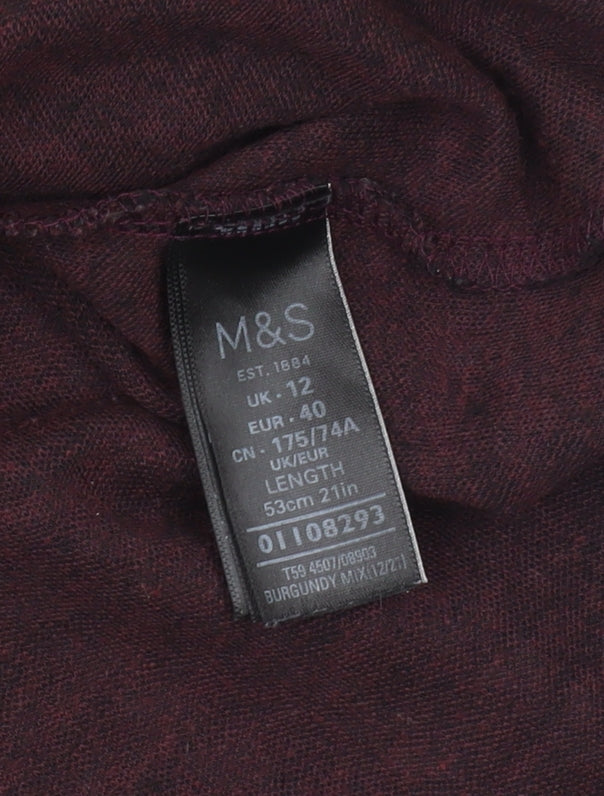 M&S
EST. 1884
UK · 12
EUR · 40
CN · 175/74A
UK/EUR
LENGTH
53cm 21in
01108293
T59 4507/08903
BURGUNDY MIX(12/21)